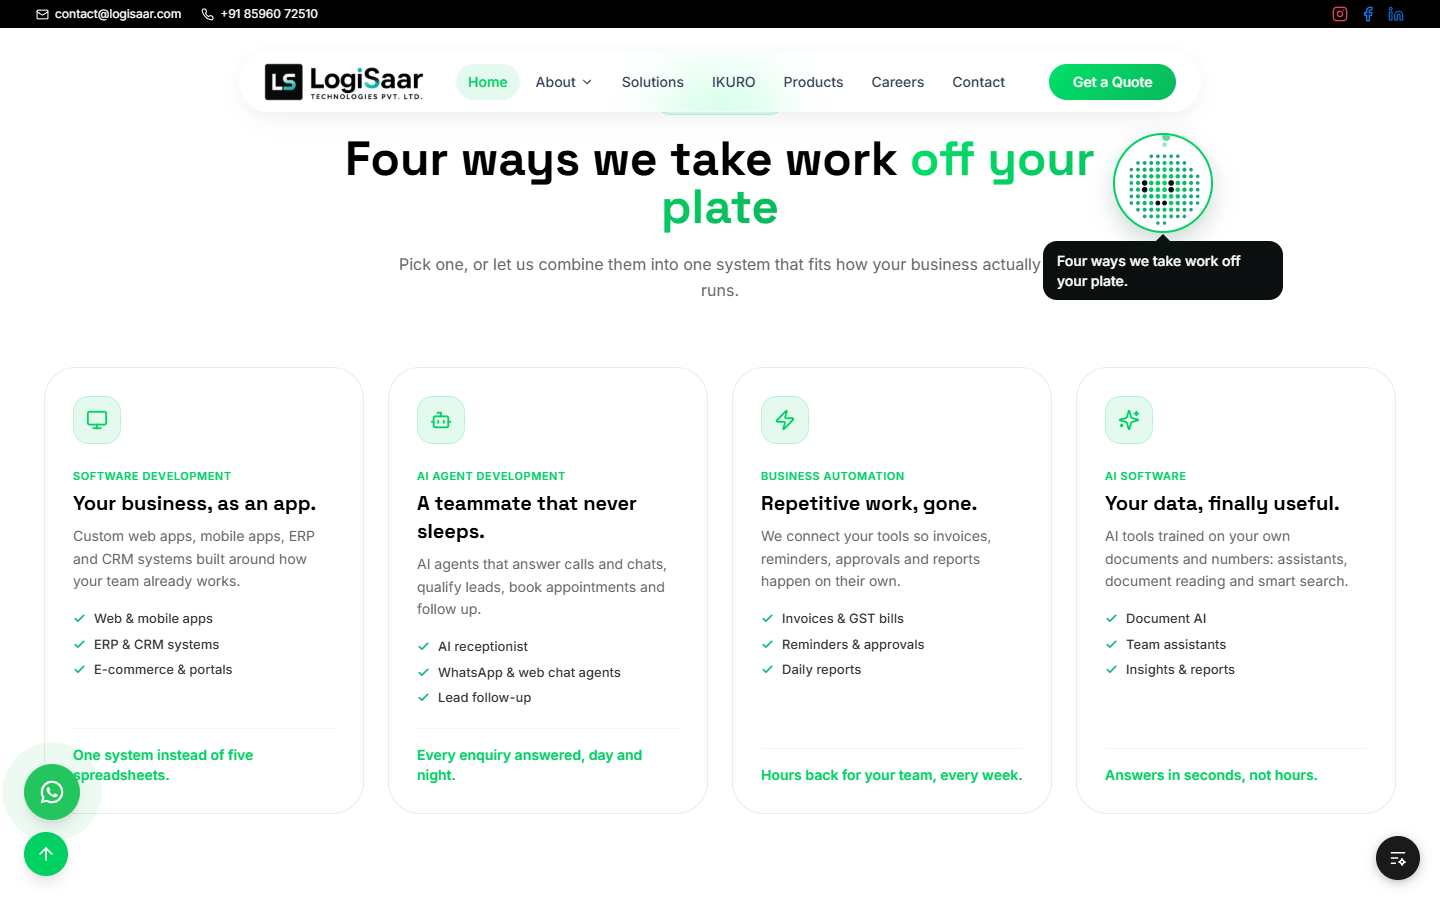 contact@logisaar.com +91 85960 72510
LS LogiSaar
TECHNOLOGIES PVT. LTD.
Home About Solutions IKURO Products Careers Contact Get a Quote
Four ways we take work off your
plate
Pick one, or let us combine them into one system that fits how your business actually
runs.
Four ways we take work off
your plate.
SOFTWARE DEVELOPMENT
Your business, as an app.
Custom web apps, mobile apps, ERP
and CRM systems built around how
your team already works.
Web & mobile apps
ERP & CRM systems
E-commerce & portals
One system instead of five
spreadsheets.
AI AGENT DEVELOPMENT
A teammate that never
sleeps.
AI agents that answer calls and chats,
qualify leads, book appointments and
follow up.
AI receptionist
WhatsApp & web chat agents
Lead follow-up
Every enquiry answered, day and
night.
BUSINESS AUTOMATION
Repetitive work, gone.
We connect your tools so invoices,
reminders, approvals and reports
happen on their own.
Invoices & GST bills
Reminders & approvals
Daily reports
Hours back for your team, every week.
AI SOFTWARE
Your data, finally useful.
AI tools trained on your own
documents and numbers: assistants,
document reading and smart search.
Document AI
Team assistants
Insights & reports
Answers in seconds, not hours.